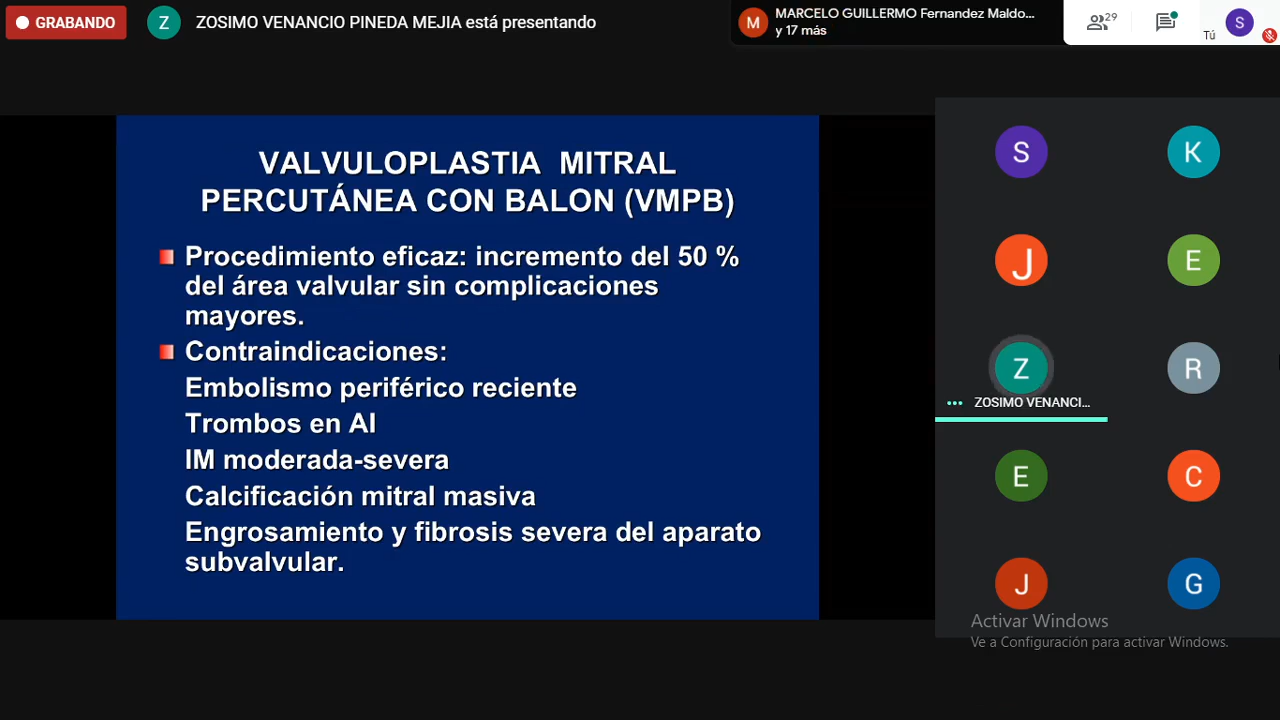 GRABANDO
Z
ZOSIMO VENANCIO PINEDA MEJIA está presentando
M
MARCELO GUILLERMO Fernandez Maldo...
y 17 más
29
Tú
S
VALVULOPLASTIA MITRAL
PERCUTÁNEA CON BALON (VMPB)
Procedimiento eficaz: incremento del 50 %
del área valvular sin complicaciones
mayores.
Contraindicaciones:
Embolismo periférico reciente
Trombos en AI
IM moderada-severa
Calcificación mitral masiva
Engrosamiento y fibrosis severa del aparato
subvalvular.
S
K
J
E
Z
R
ZOSIMO VENANCI...
E
C
J
G
Activar Windows
Ve a Configuración para activar Windows.